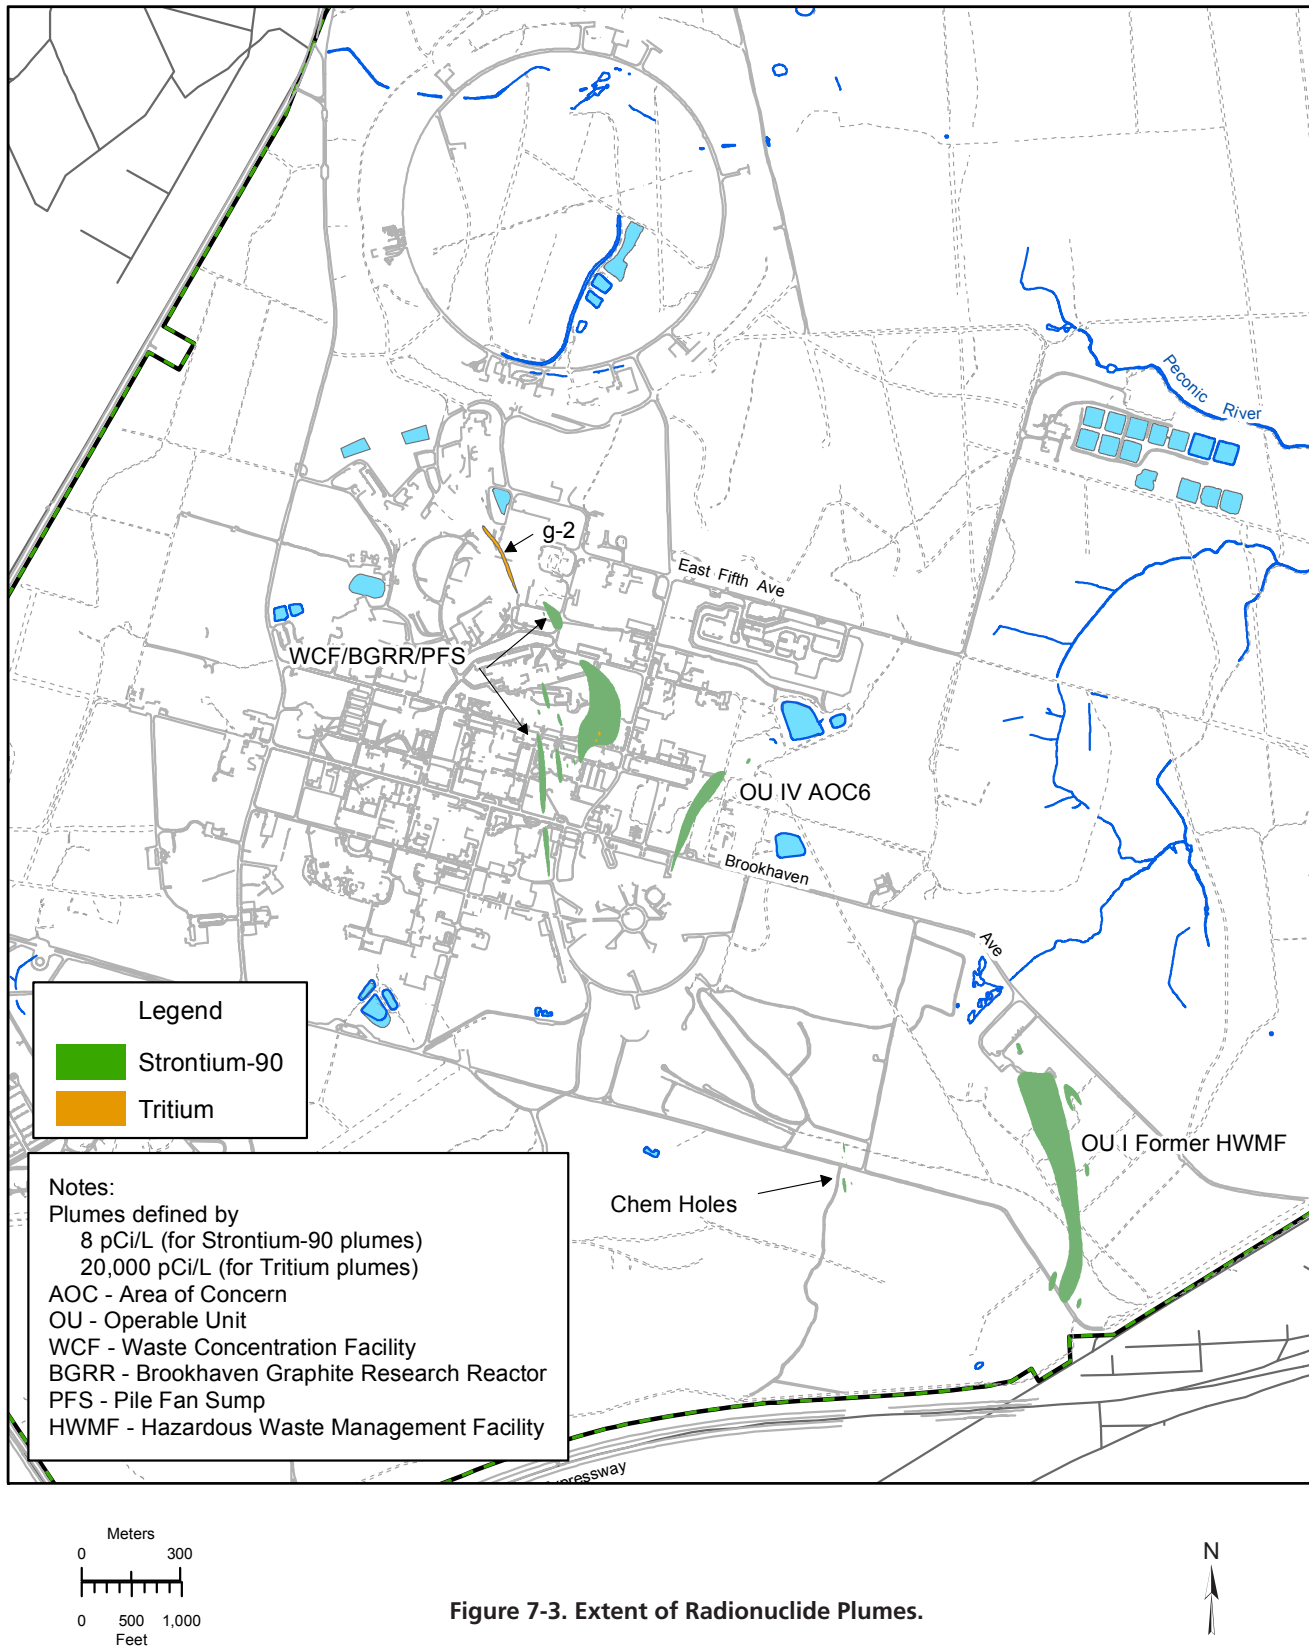 g-2
East Fifth Ave
Peconic River
WCF/BGRR/PFS
OU IV AOC6
Brookhaven
Ave
Legend
Strontium-90
Tritium
OU I Former HWMF
Chem Holes
Notes:
Plumes defined by
8 pCi/L (for Strontium-90 plumes)
20,000 pCi/L (for Tritium plumes)
AOC - Area of Concern
OU - Operable Unit
WCF - Waste Concentration Facility
BGRR - Brookhaven Graphite Research Reactor
PFS - Pile Fan Sump
HWMF - Hazardous Waste Management Facility
pressway
Meters
0 300
0 500 1,000
Feet
N
Figure 7-3. Extent of Radionuclide Plumes.